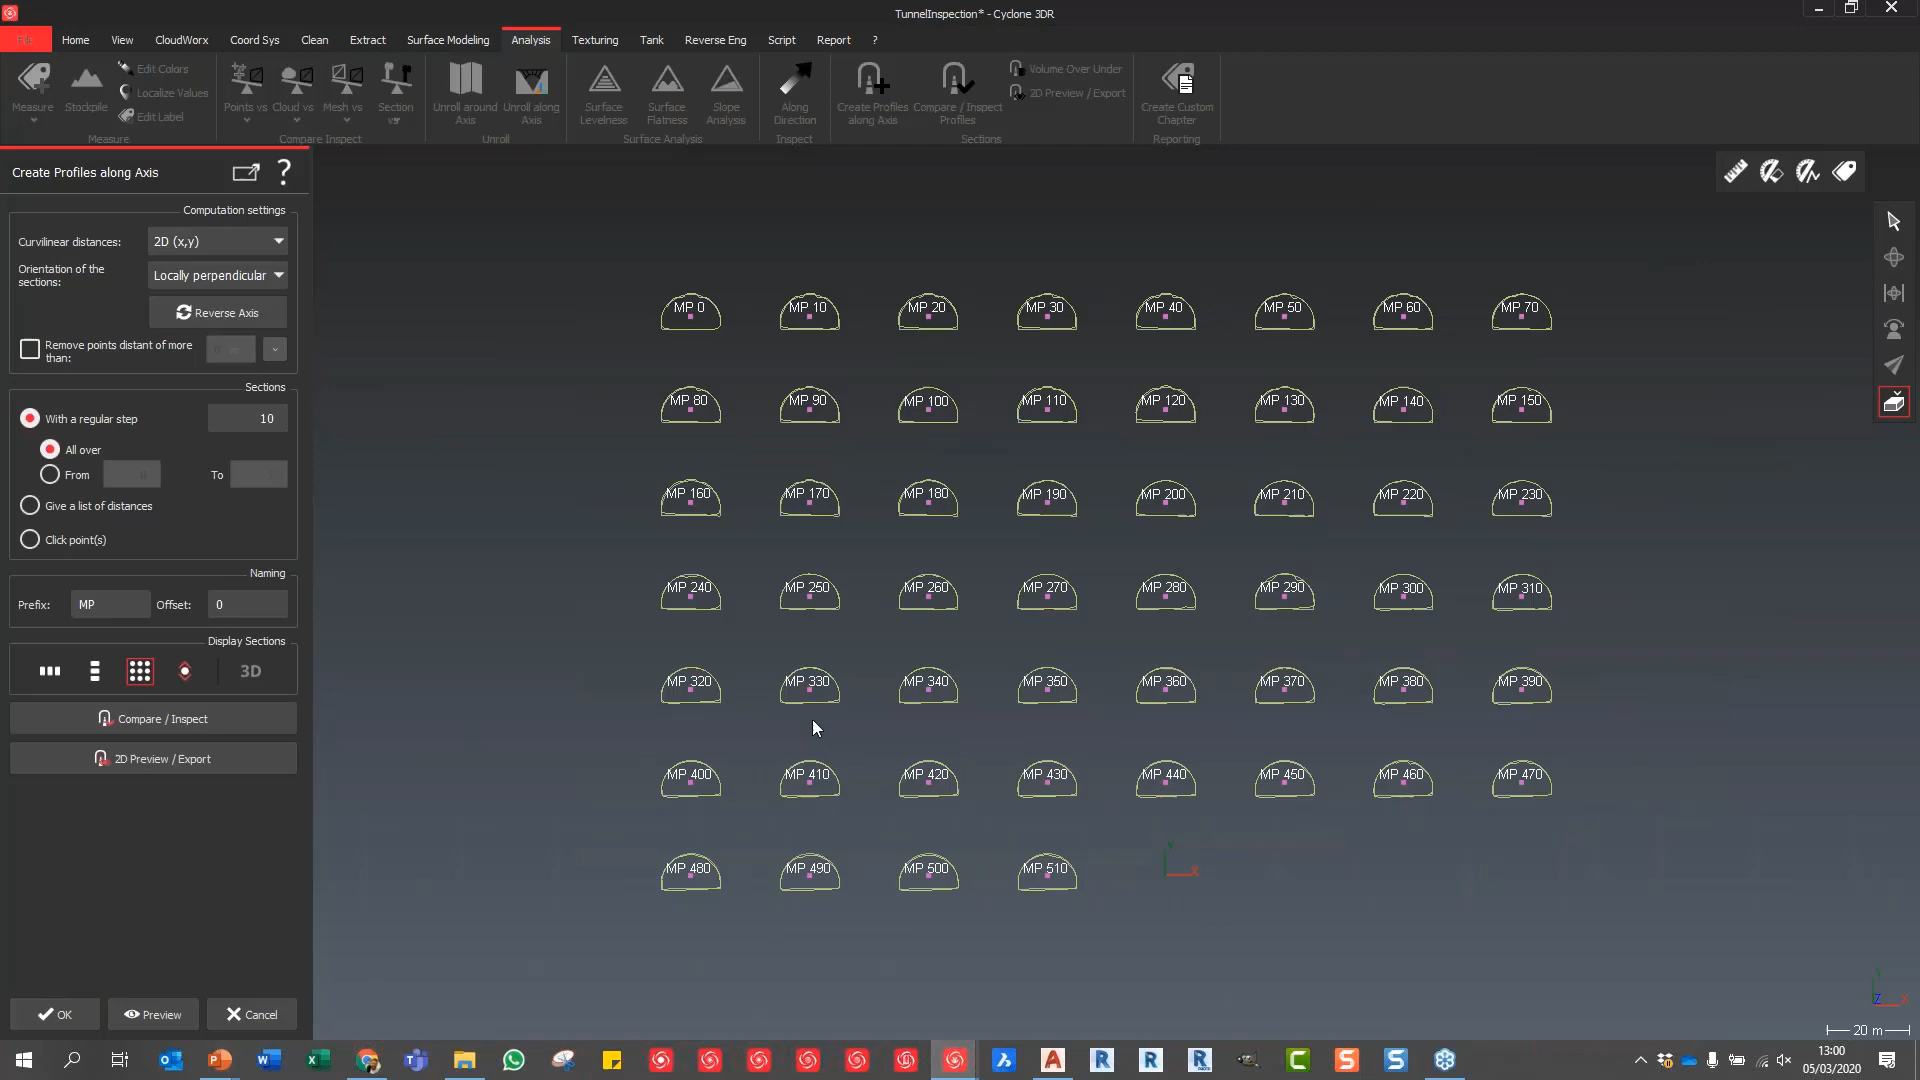 TunnelInspection* - Cyclone 3DR
Home View CloudWorx Coord Sys Clean Extract Surface Modeling Analysis Texturing Tank Reverse Eng Script Report ?
Measure
Stockpile
Edit Colors
Localize Values
Edit Label
Measure
Points vs
Cloud vs
Mesh vs
Section vs
Compare Inspect
Unroll around Axis
Unroll along Axis
Unroll
Surface Levelness
Surface Flatness
Slope Analysis
Surface Analysis
Along Direction
Inspect
Create Profiles along Axis
Compare / Inspect Profiles
Volume Over Under
2D Preview / Export
Sections
Create Custom Chapter
Reporting
Create Profiles along Axis ?
Computation settings
Curvilinear distances: 2D (x,y)
Orientation of the sections: Locally perpendicular
Reverse Axis
Remove points distant of more than:
Sections
With a regular step 10
All over
From To
Give a list of distances
Click point(s)
Naming
Prefix: MP Offset: 0
Display Sections
3D
Compare / Inspect
2D Preview / Export
OK Preview Cancel
MP 0 MP 10 MP 20 MP 30 MP 40 MP 50 MP 60 MP 70
MP 80 MP 90 MP 100 MP 110 MP 120 MP 130 MP 140 MP 150
MP 160 MP 170 MP 180 MP 190 MP 200 MP 210 MP 220 MP 230
MP 240 MP 250 MP 260 MP 270 MP 280 MP 290 MP 300 MP 310
MP 320 MP 330 MP 340 MP 350 MP 360 MP 370 MP 380 MP 390
MP 400 MP 410 MP 420 MP 430 MP 440 MP 450 MP 460 MP 470
MP 480 MP 490 MP 500 MP 510
X
Z X
20 m
13:00
05/03/2020